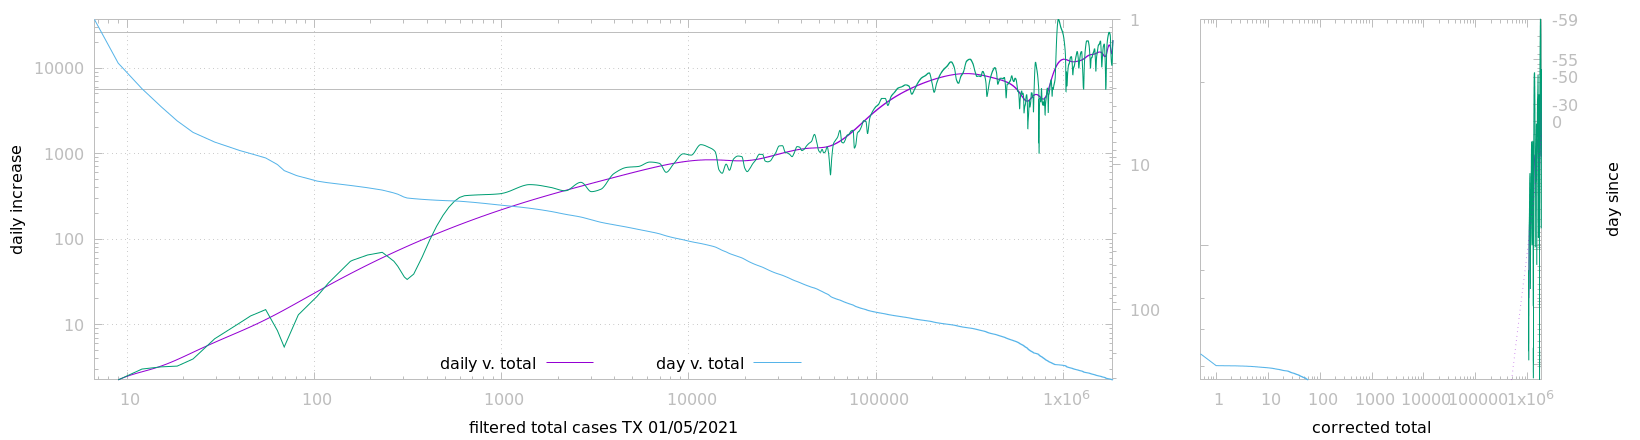 daily increase
10000
1000
100
10
10
100
1000
10000
100000
1x10^6
filtered total cases TX 01/05/2021
daily v. total
day v. total
1
10
100
1
10
100
1000
10000
100000
1x10^6
corrected total
-59
-55
-50
-30
0
day since